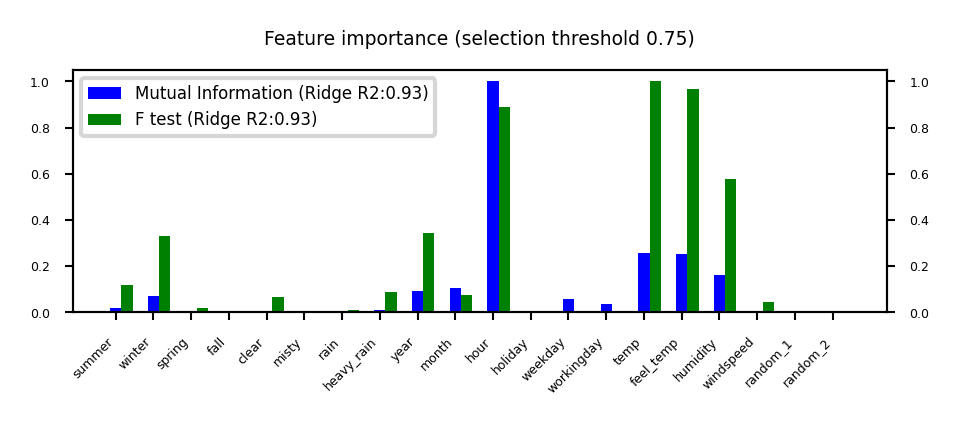 Feature importance (selection threshold 0.75)
Mutual Information (Ridge R2:0.93)
F test (Ridge R2:0.93)
1.0
0.8
0.6
0.4
0.2
0.0
1.0
0.8
0.6
0.4
0.2
0.0
summer
winter
spring
fall
clear
misty
rain
heavy_rain
year
month
hour
holiday
weekday
workingday
temp
feel_temp
humidity
windspeed
random_1
random_2